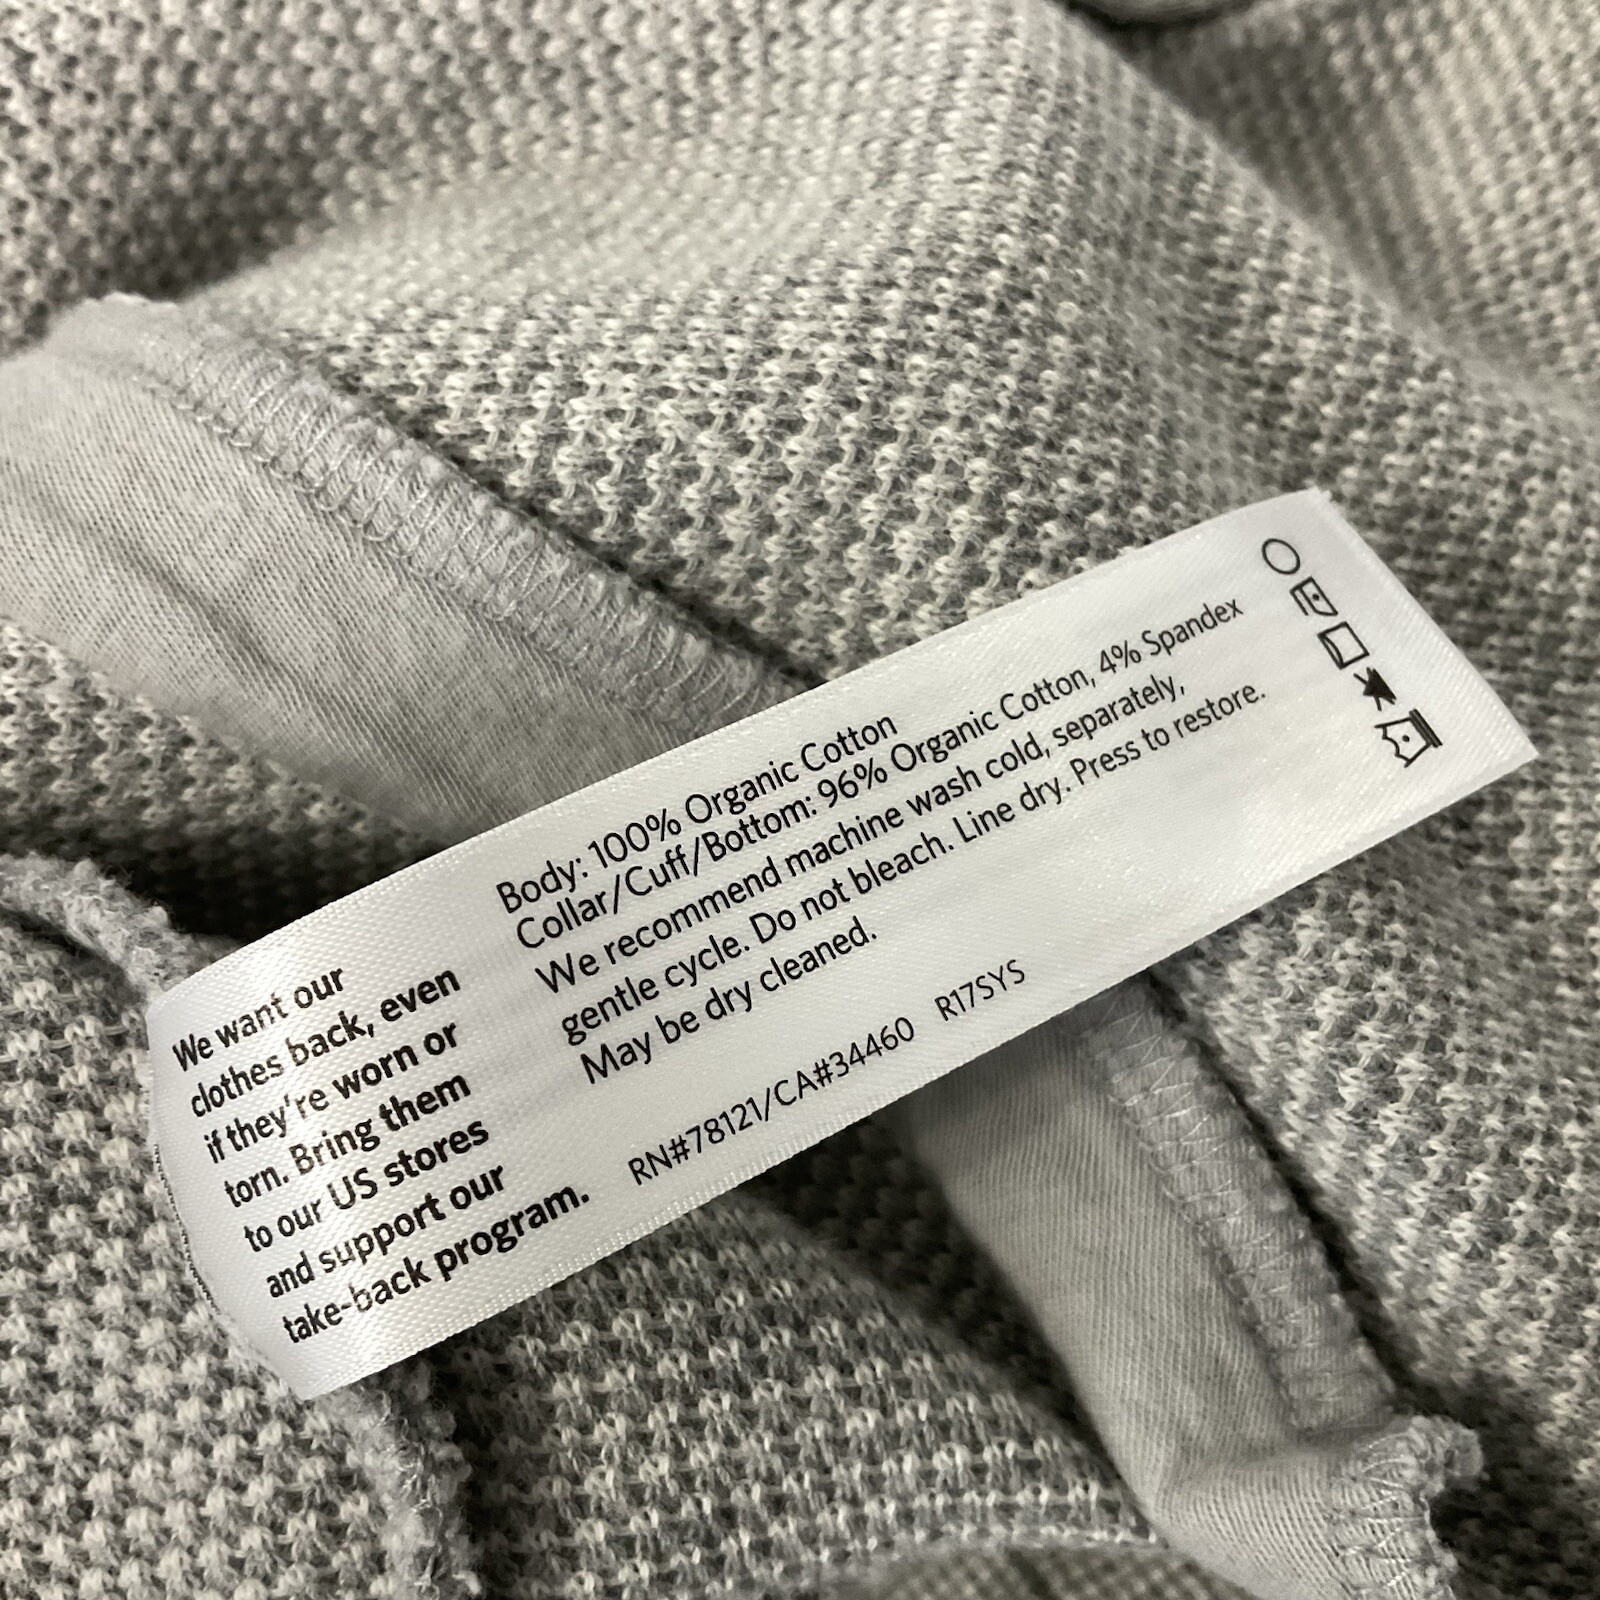 We want our
clothes back, even
if they're worn or
torn. Bring them
to our US stores
and support our
take-back program.
Body: 100% Organic Cotton
Collar/Cuff/Bottom: 96% Organic Cotton, 4% Spandex
We recommend machine wash cold, separately,
gentle cycle. Do not bleach. Line dry. Press to restore.
May be dry cleaned.
RN#78121/CA#34460 R17SYS